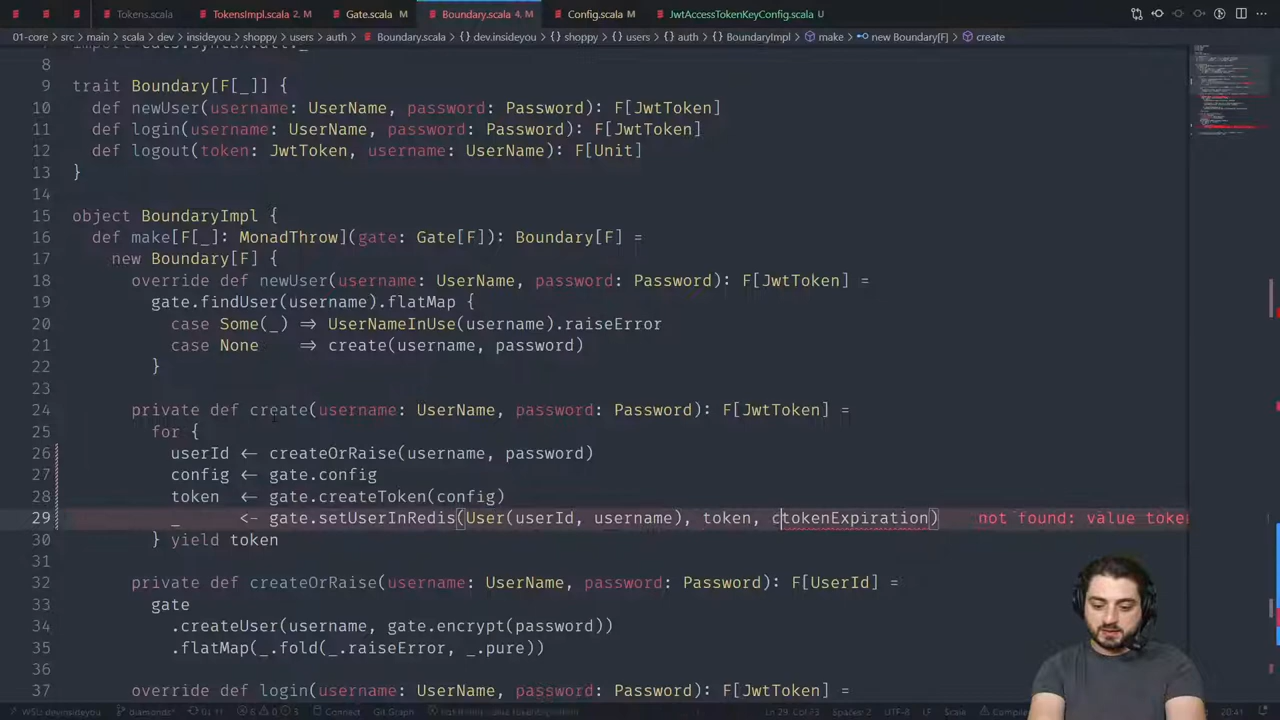 Tokens.scala TokensImpl.scala 2, M Gate.scala M Boundary.scala 4, M Config.scala M JwtAccessTokenKeyConfig.scala U
01-core > src > main > scala > dev > insideyou > shoppy > users > auth > Boundary.scala > {} dev.insideyou > {} shoppy > {} users > {} auth > BoundaryImpl > make > new Boundary[F] > create
8
9 trait Boundary[F[_]] {
10 def newUser(username: UserName, password: Password): F[JwtToken]
11 def login(username: UserName, password: Password): F[JwtToken]
12 def logout(token: JwtToken, username: UserName): F[Unit]
13 }
14
15 object BoundaryImpl {
16 def make[F[_]: MonadThrow](gate: Gate[F]): Boundary[F] =
17 new Boundary[F] {
18 override def newUser(username: UserName, password: Password): F[JwtToken] =
19 gate.findUser(username).flatMap {
20 case Some(_) ⇒ UserNameInUse(username).raiseError
21 case None ⇒ create(username, password)
22 }
23
24 private def create(username: UserName, password: Password): F[JwtToken] =
25 for {
26 userId ← createOrRaise(username, password)
27 config ← gate.config
28 token ← gate.createToken(config)
29 _ <- gate.setUserInRedis(User(userId, username), token, ctokenExpiration) not found: value token
30 } yield token
31
32 private def createOrRaise(username: UserName, password: Password): F[UserId] =
33 gate
34 .createUser(username, gate.encrypt(password))
35 .flatMap(_.fold(_.raiseError, _.pure))
36
37 override def login(username: UserName, password: Password): F[JwtToken] =